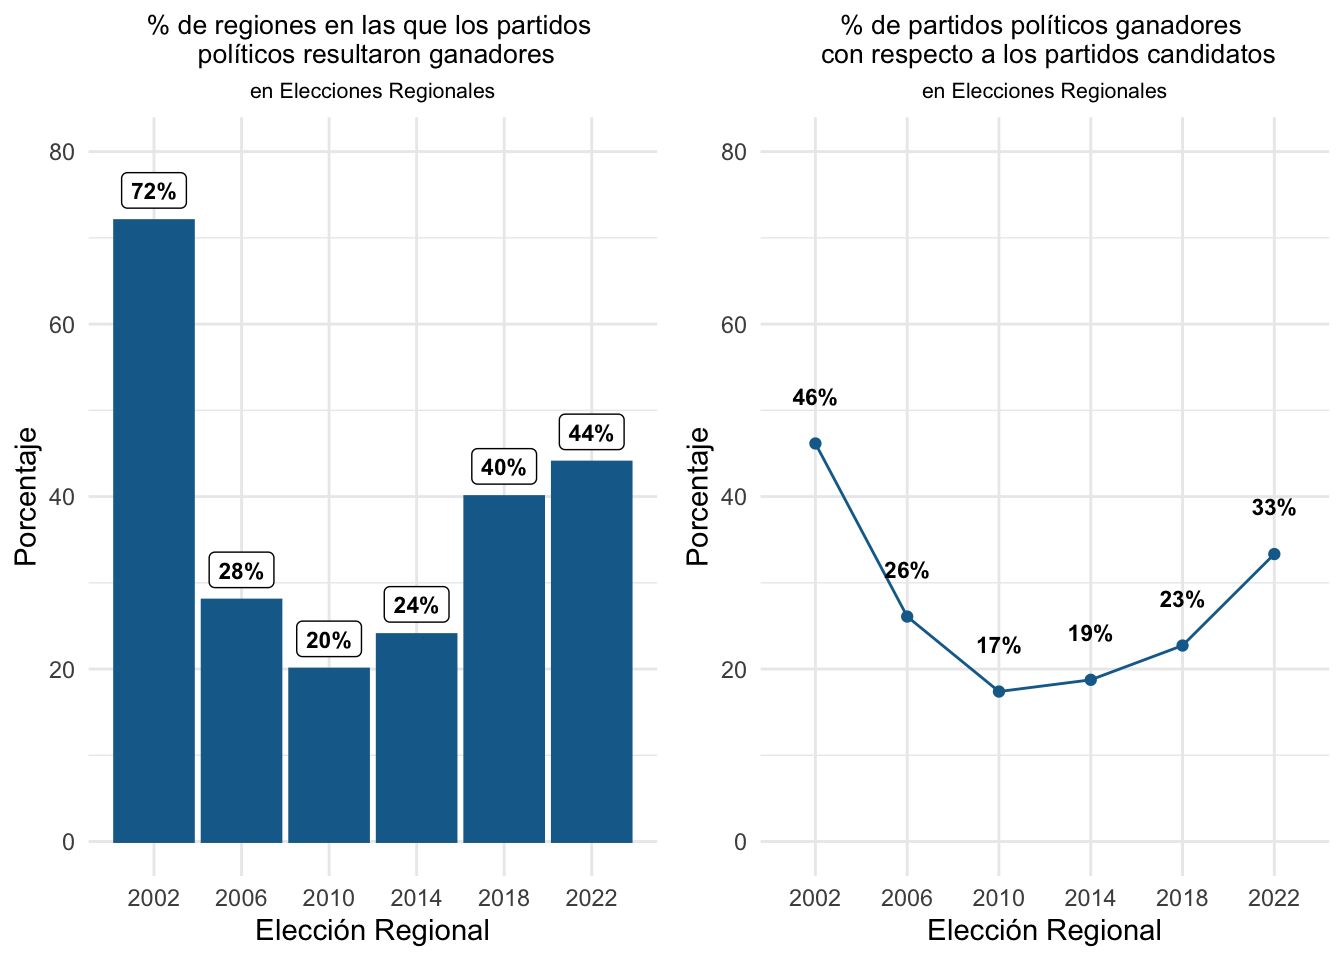 % de regiones en las que los partidos
políticos resultaron ganadores
en Elecciones Regionales
80
60
40
20
0
Porcentaje
72%
28%
20%
24%
40%
44%
2002 2006 2010 2014 2018 2022
Elección Regional
% de partidos políticos ganadores
con respecto a los partidos candidatos
en Elecciones Regionales
80
60
40
20
0
Porcentaje
46%
26%
17%
19%
23%
33%
2002 2006 2010 2014 2018 2022
Elección Regional